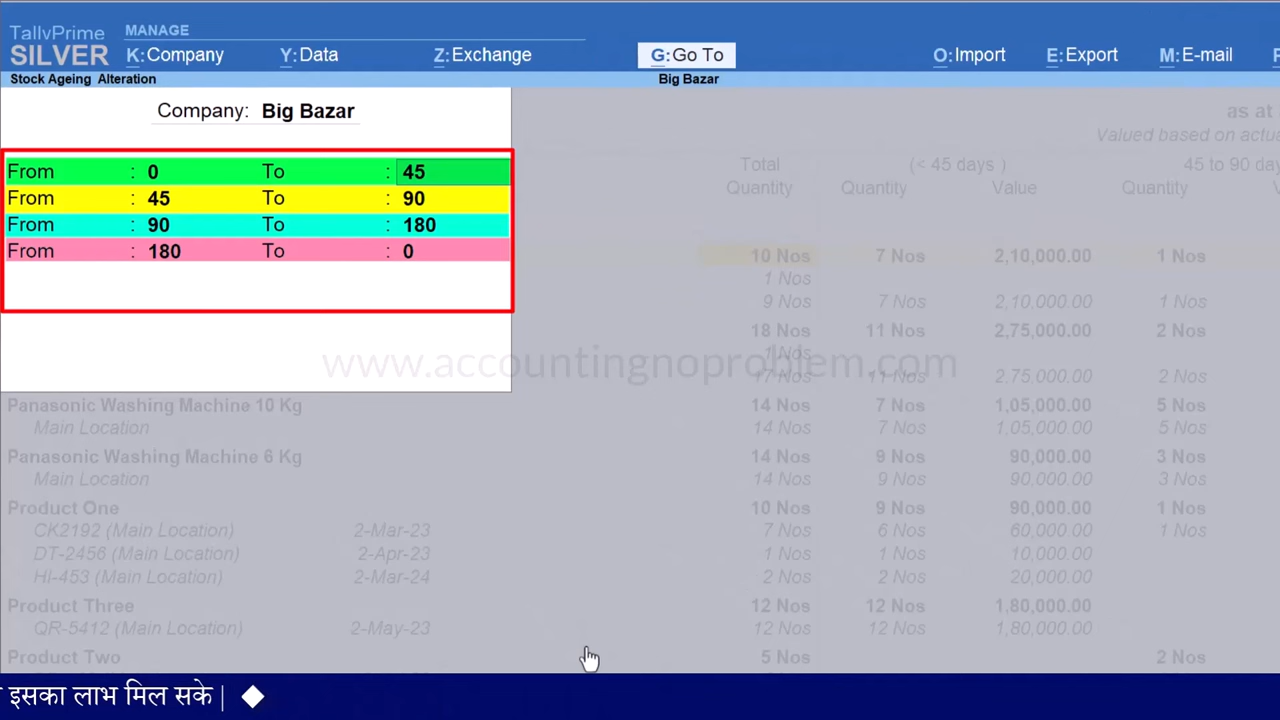 TallyPrime MANAGE
SILVER K:Company Y:Data Z:Exchange G:Go To O:Import E:Export M:E-mail
Stock Ageing Alteration Big Bazar
Company: Big Bazar
as at
Valued based on actu
From : 0 To : 45
From : 45 To : 90
From : 90 To : 180
From : 180 To : 0
Total (< 45 days ) 45 to 90 da
Quantity Quantity Value Quantity
10 Nos 7 Nos 2,10,000.00 1 Nos
1 Nos
9 Nos 7 Nos 2,10,000.00 1 Nos
18 Nos 11 Nos 2,75,000.00 2 Nos
1 Nos
www.accountingnoproblem.com
17 Nos 11 Nos 2,75,000.00 2 Nos
Panasonic Washing Machine 10 Kg 14 Nos 7 Nos 1,05,000.00 5 Nos
Main Location 14 Nos 7 Nos 1,05,000.00 5 Nos
Panasonic Washing Machine 6 Kg 14 Nos 9 Nos 90,000.00 3 Nos
Main Location 14 Nos 9 Nos 90,000.00 3 Nos
Product One 10 Nos 9 Nos 90,000.00 1 Nos
CK2192 (Main Location) 2-Mar-23 7 Nos 6 Nos 60,000.00 1 Nos
DT-2456 (Main Location) 2-Apr-23 1 Nos 1 Nos 10,000.00
HI-453 (Main Location) 2-Mar-24 2 Nos 2 Nos 20,000.00
Product Three 12 Nos 12 Nos 1,80,000.00
QR-5412 (Main Location) 2-May-23 12 Nos 12 Nos 1,80,000.00
Product Two 5 Nos 2 Nos
इसका लाभ मिल सके |